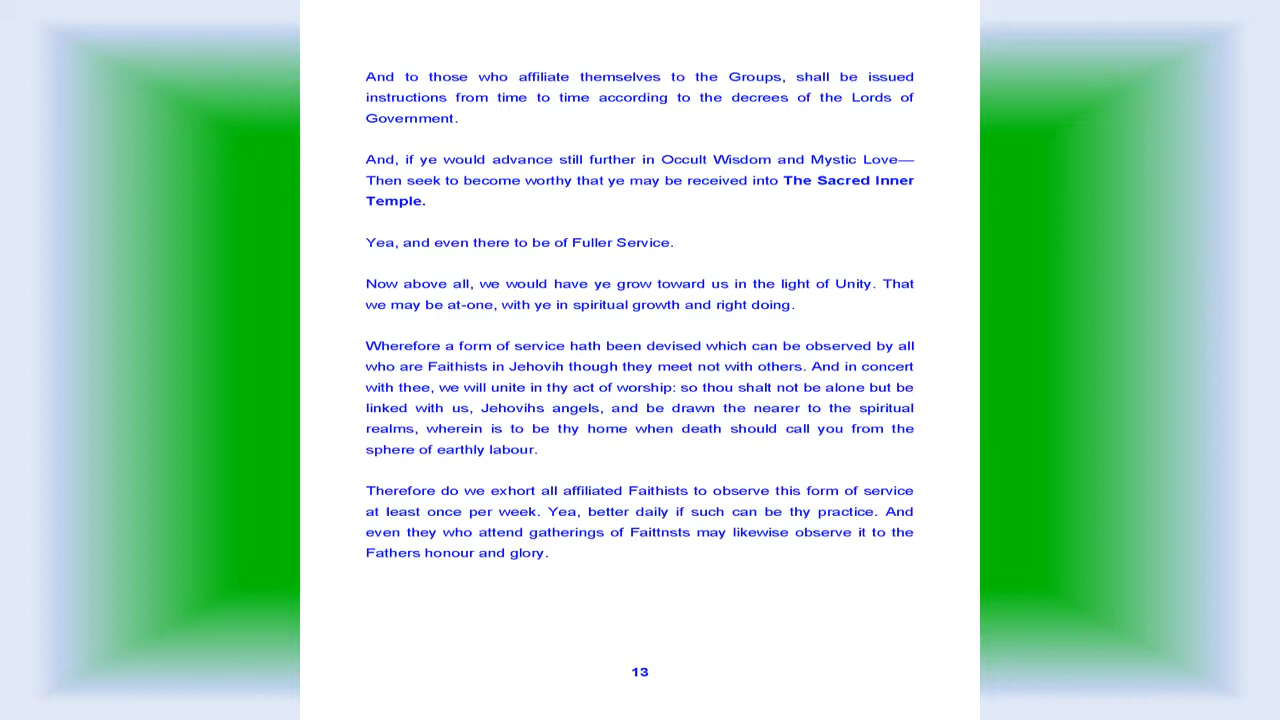 And to those who affiliate themselves to the Groups, shall be issued
instructions from time to time according to the decrees of the Lords of
Government.
And, if ye would advance still further in Occult Wisdom and Mystic Love—
Then seek to become worthy that ye may be received into The Sacred Inner
Temple.
Yea, and even there to be of Fuller Service.
Now above all, we would have ye grow toward us in the light of Unity. That
we may be at-one, with ye in spiritual growth and right doing.
Wherefore a form of service hath been devised which can be observed by all
who are Faithists in Jehovih though they meet not with others. And in concert
with thee, we will unite in thy act of worship: so thou shalt not be alone but be
linked with us, Jehovihs angels, and be drawn the nearer to the spiritual
realms, wherein is to be thy home when death should call you from the
sphere of earthly labour.
Therefore do we exhort all affiliated Faithists to observe this form of service
at least once per week. Yea, better daily if such can be thy practice. And
even they who attend gatherings of Faittnsts may likewise observe it to the
Fathers honour and glory.
13